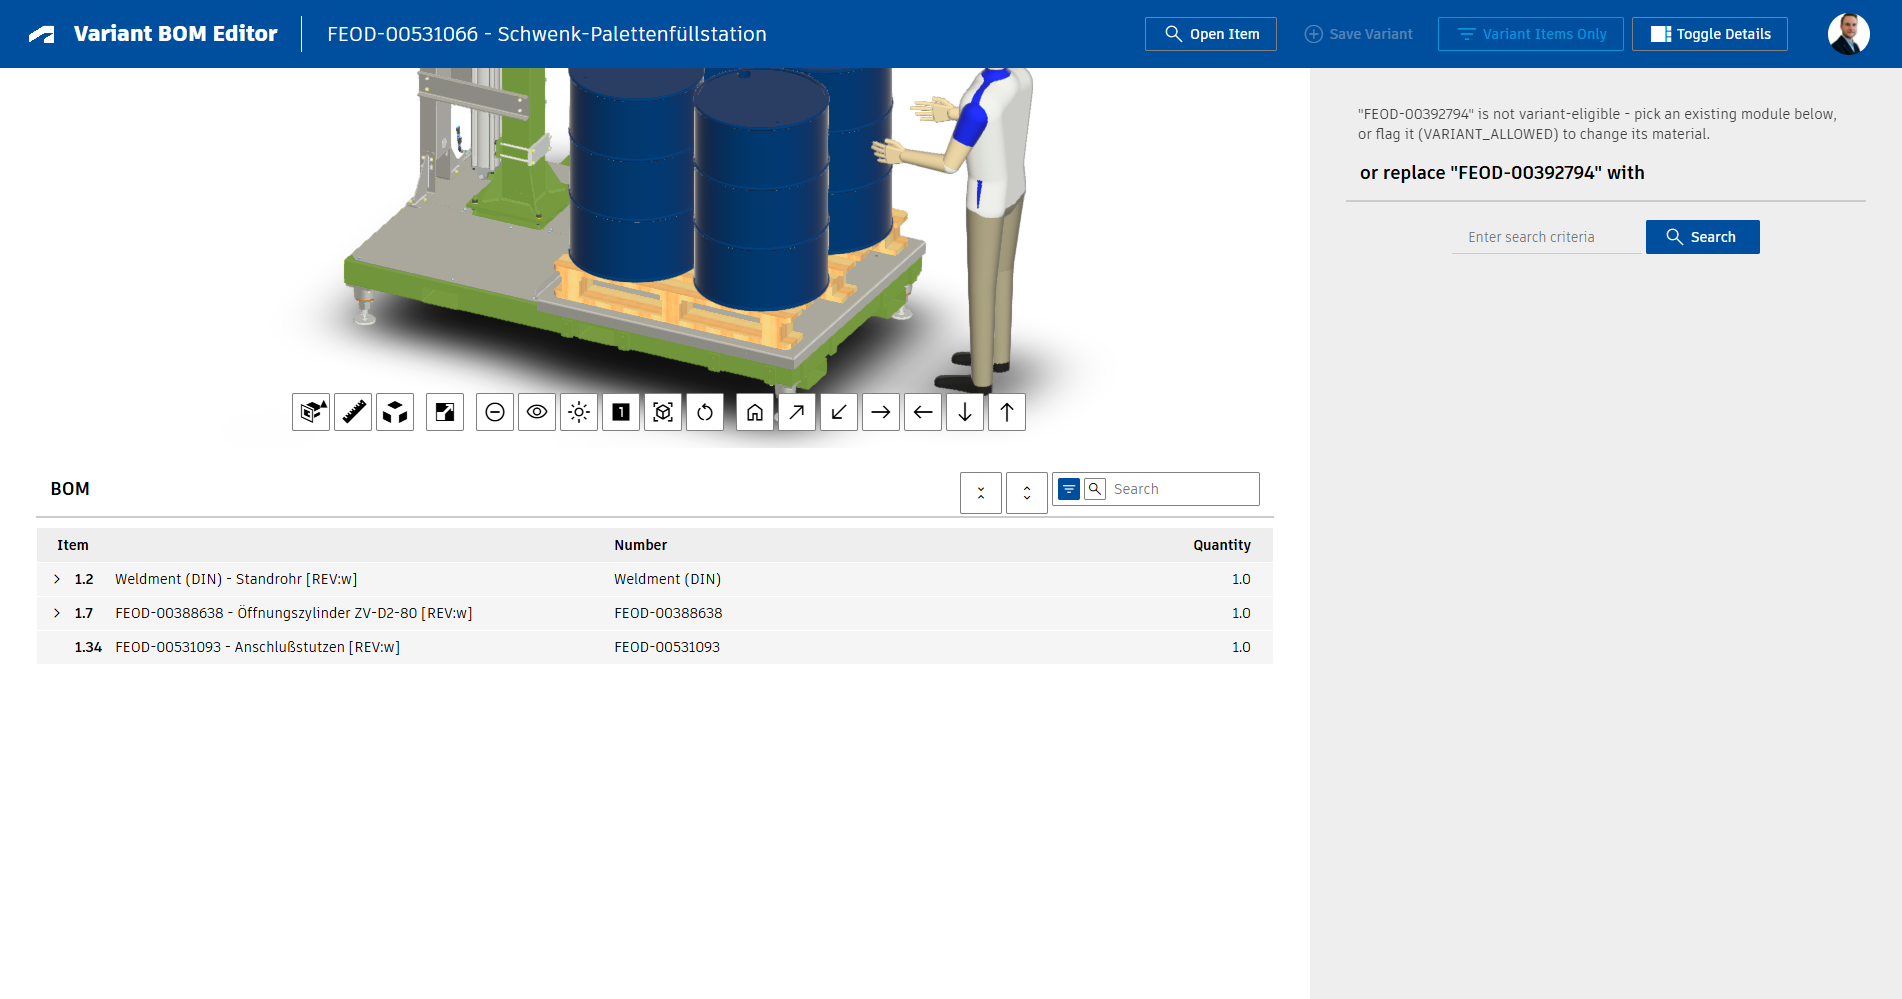 Variant BOM Editor
FEOD-00531066 - Schwenk-Palettenfüllstation
Open Item
Save Variant
Variant Items Only
Toggle Details
"FEOD-00392794" is not variant-eligible - pick an existing module below,
or flag it (VARIANT_ALLOWED) to change its material.
or replace "FEOD-00392794" with
Enter search criteria
Search
1
BOM
Search
Item Number Quantity
1.2 Weldment (DIN) - Standrohr [REV:w] Weldment (DIN) 1.0
1.7 FEOD-00388638 - Öffnungszylinder ZV-D2-80 [REV:w] FEOD-00388638 1.0
1.34 FEOD-00531093 - Anschlußstutzen [REV:w] FEOD-00531093 1.0